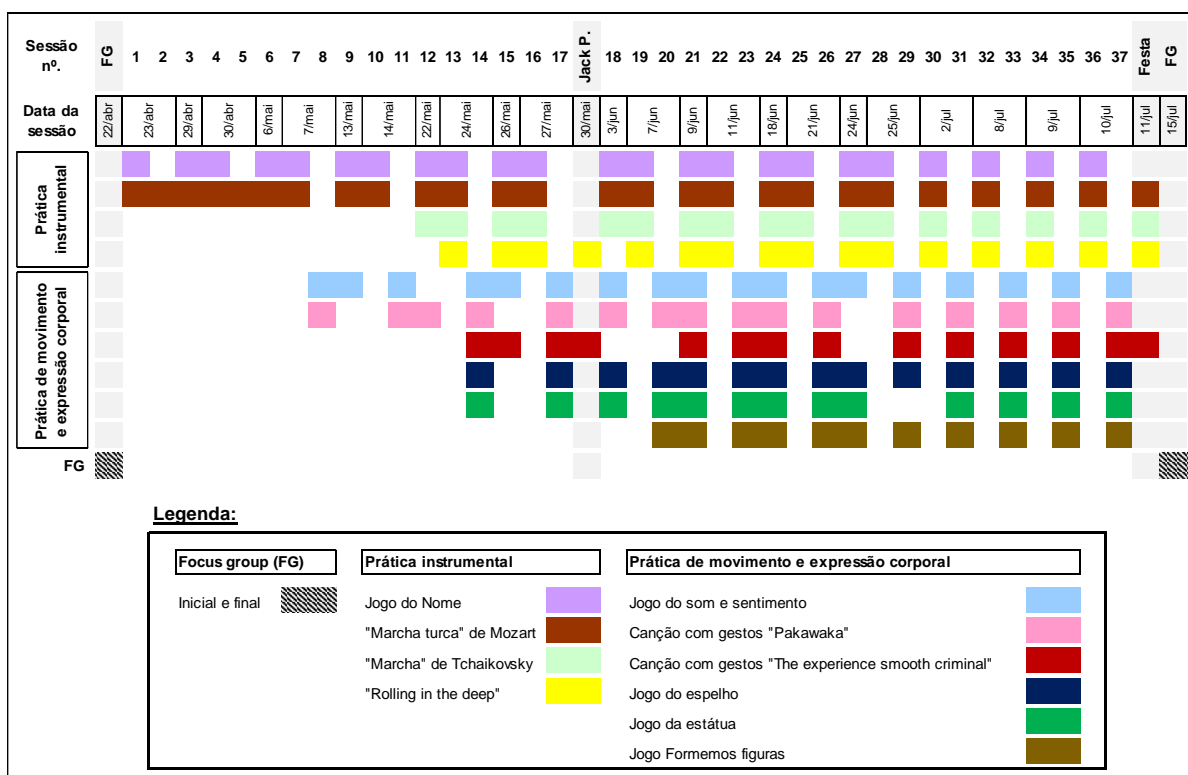 Sessão nº. FG 1 2 3 4 5 6 7 8 9 10 11 12 13 14 15 16 17 Jack P. 18 19 20 21 22 23 24 25 26 27 28 29 30 31 32 33 34 35 36 37 Festa FG
Data da sessão 22/abr 23/abr 29/abr 30/abr 6/mai 7/mai 13/mai 14/mai 22/mai 24/mai 26/mai 27/mai 30/mai 3/jun 7/jun 9/jun 11/jun 18/jun 21/jun 24/jun 25/jun 2/jul 8/jul 9/jul 10/jul 11/jul 15/jul
Prática
instrumental
Prática de movimento
e expressão corporal
FG
Legenda:
Focus group (FG) Prática instrumental Prática de movimento e expressão corporal
Inicial e final Jogo do Nome Jogo do som e sentimento
"Marcha turca" de Mozart Canção com gestos "Pakawaka"
"Marcha" de Tchaikovsky Canção com gestos "The experience smooth criminal"
"Rolling in the deep" Jogo do espelho
Jogo da estátua
Jogo Formemos figuras